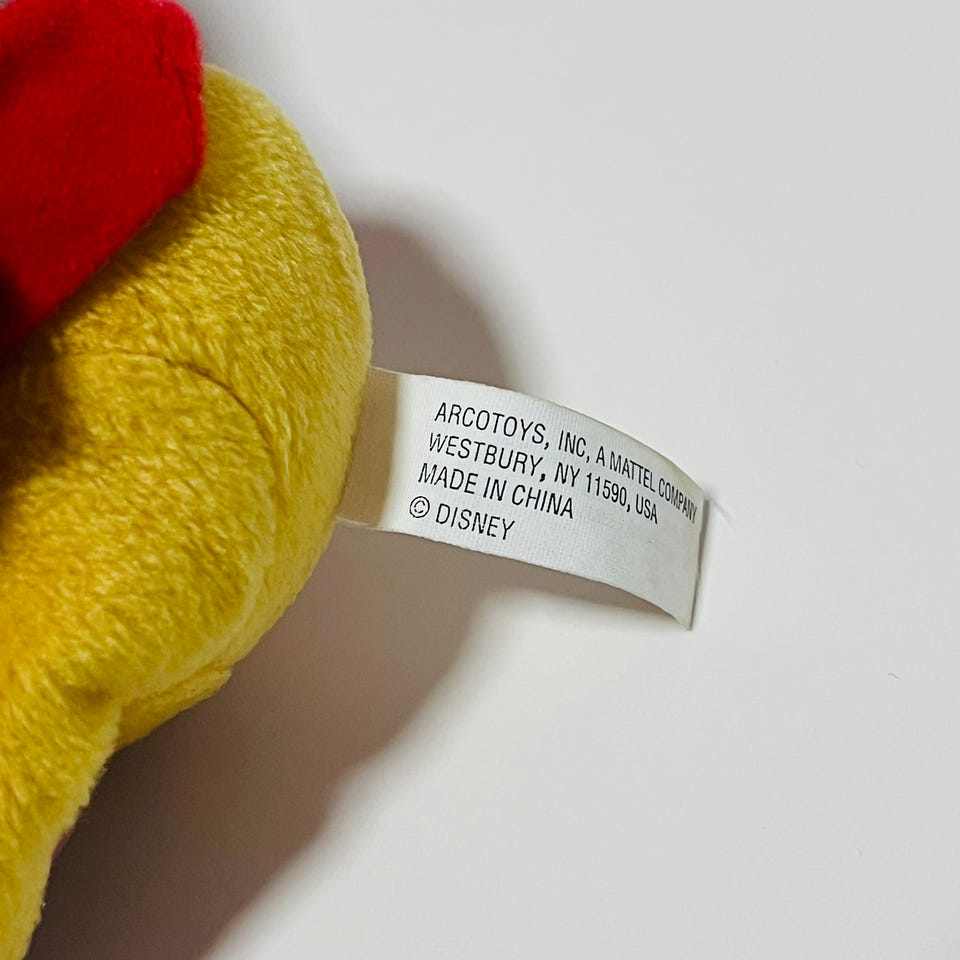 ARCOTOYS, INC, A MATTEL COMPANY
WESTBURY, NY 11590, USA
MADE IN CHINA
© DISNEY